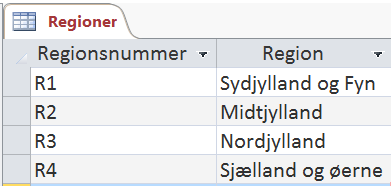 Regioner
Regionsnummer Region
R1 Sydjylland og Fyn
R2 Midtjylland
R3 Nordjylland
R4 Sjælland og øerne